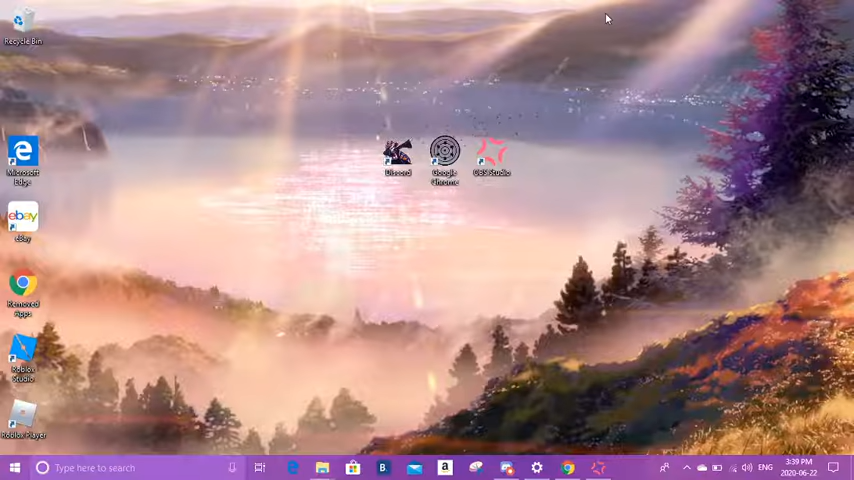 Recycle Bin
Microsoft
Edge
ebay
eBay
Removed
Apps
Roblox
Studio
Roblox Player
Discord
Google
Chrome
OBS Studio
Type here to search
B
a
ENG
3:39 PM
2020-06-22